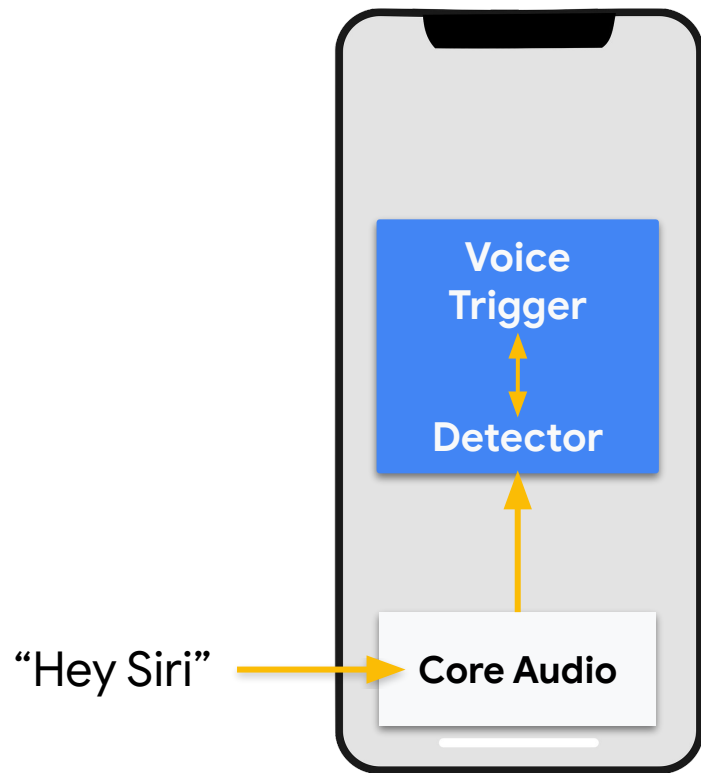 Voice
Trigger
Detector
“Hey Siri”
Core Audio